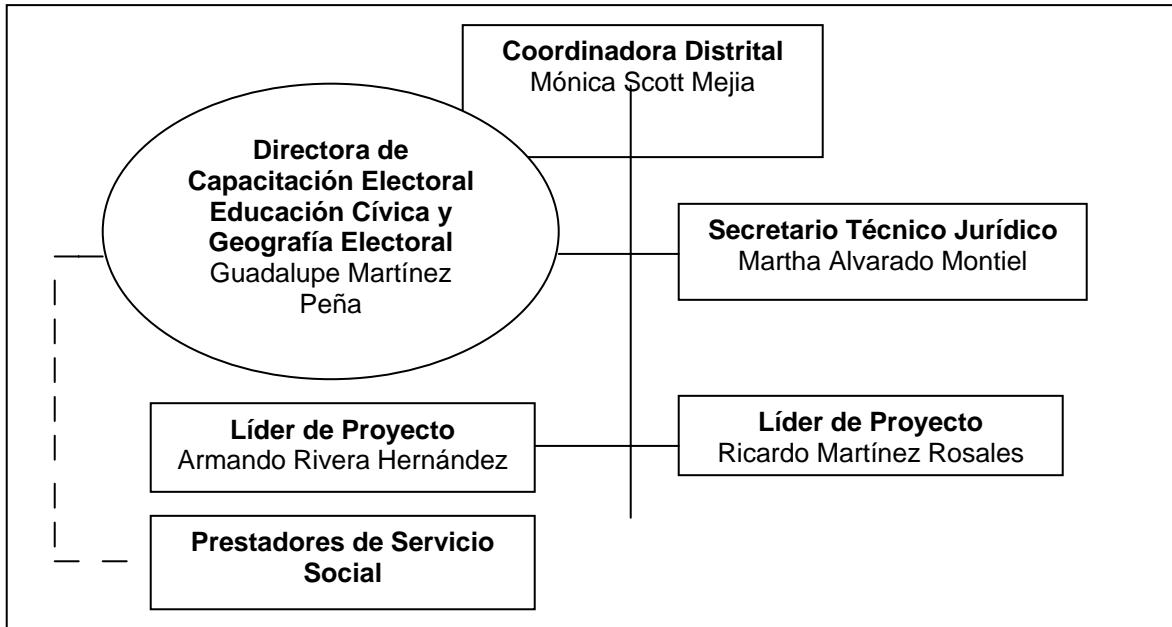 Coordinadora Distrital
Mónica Scott Mejia
Directora de
Capacitación Electoral
Educación Cívica y
Geografía Electoral
Guadalupe Martínez
Peña
Secretario Técnico Jurídico
Martha Alvarado Montiel
Líder de Proyecto
Armando Rivera Hernández
Líder de Proyecto
Ricardo Martínez Rosales
Prestadores de Servicio
Social